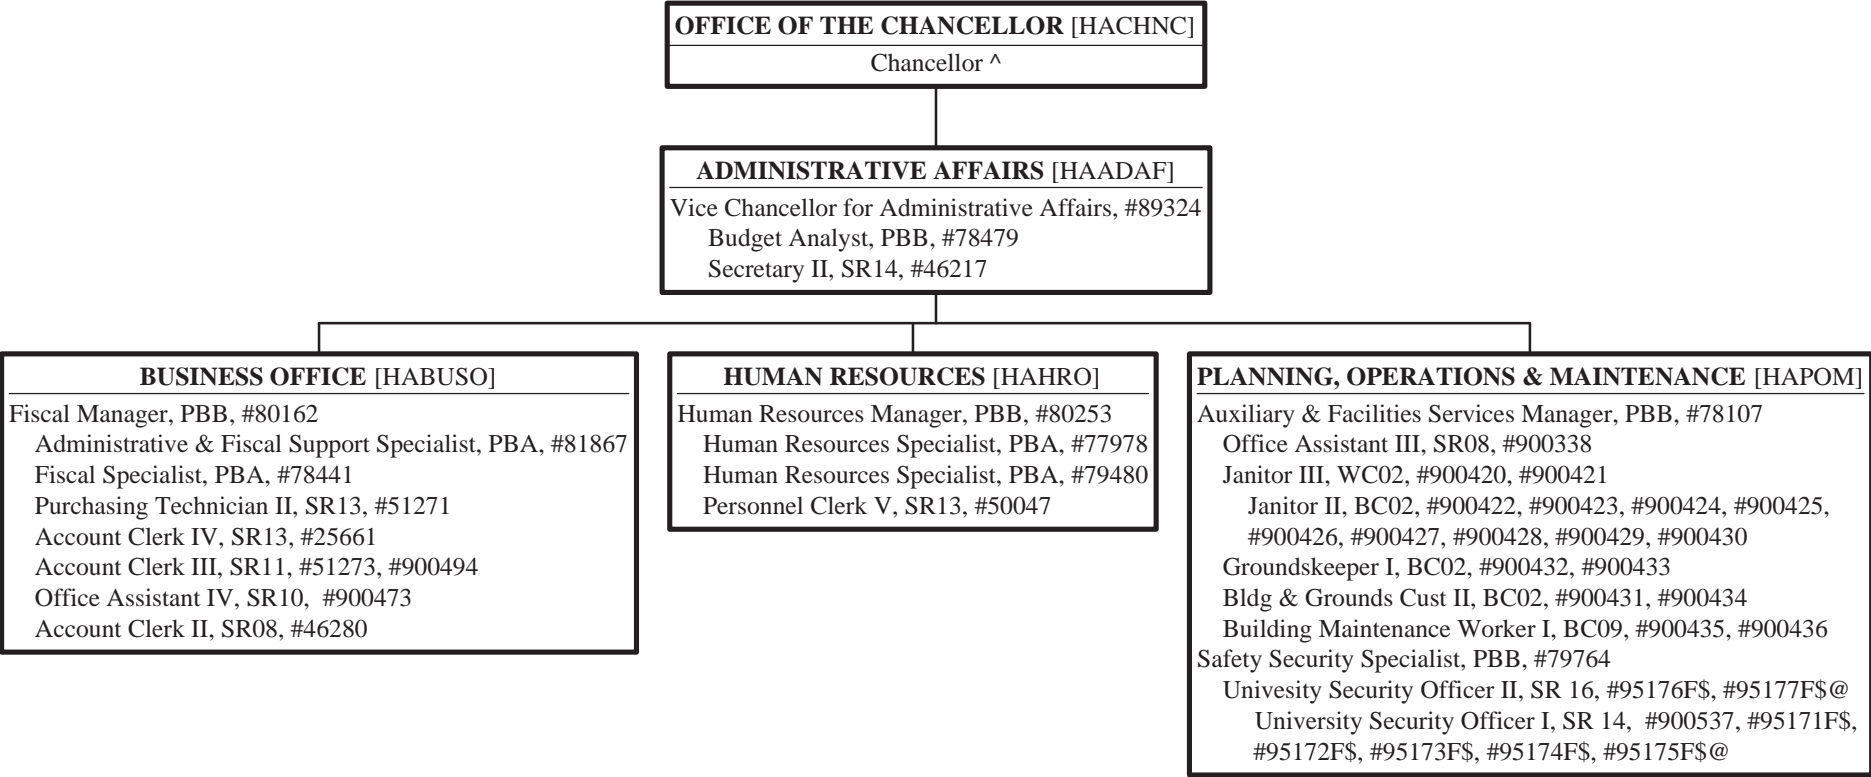 OFFICE OF THE CHANCELLOR [HACHNC]
Chancellor ^
ADMINISTRATIVE AFFAIRS [HAADAF]
Vice Chancellor for Administrative Affairs, #89324
Budget Analyst, PBB, #78479
Secretary II, SR14, #46217
BUSINESS OFFICE [HABUSO]
Fiscal Manager, PBB, #80162
Administrative & Fiscal Support Specialist, PBA, #81867
Fiscal Specialist, PBA, #78441
Purchasing Technician II, SR13, #51271
Account Clerk IV, SR13, #25661
Account Clerk III, SR11, #51273, #900494
Office Assistant IV, SR10, #900473
Account Clerk II, SR08, #46280
HUMAN RESOURCES [HAHRO]
Human Resources Manager, PBB, #80253
Human Resources Specialist, PBA, #77978
Human Resources Specialist, PBA, #79480
Personnel Clerk V, SR13, #50047
PLANNING, OPERATIONS & MAINTENANCE [HAPOM]
Auxiliary & Facilities Services Manager, PBB, #78107
Office Assistant III, SR08, #900338
Janitor III, WC02, #900420, #900421
Janitor II, BC02, #900422, #900423, #900424, #900425,
#900426, #900427, #900428, #900429, #900430
Groundskeeper I, BC02, #900432, #900433
Bldg & Grounds Cust II, BC02, #900431, #900434
Building Maintenance Worker I, BC09, #900435, #900436
Safety Security Specialist, PBB, #79764
Univesity Security Officer II, SR 16, #95176F$, #95177F$@
University Security Officer I, SR 14, #900537, #95171F$,
#95172F$, #95173F$, #95174F$, #95175F$@